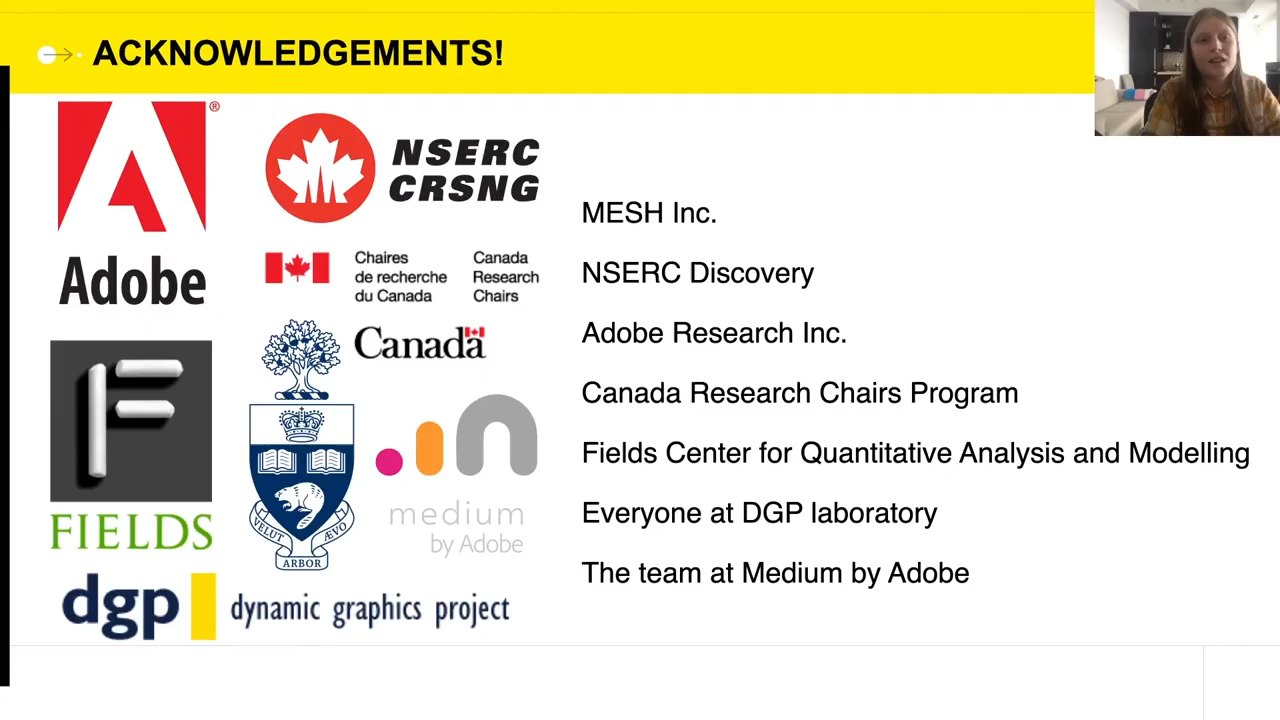 ACKNOWLEDGEMENTS!
®
Adobe
NSERC
CRSNG
Chaires
de recherche
du Canada
Canada
Research
Chairs
Canada
FIELDS
VELUT ÆVO
ARBOR
medium
by Adobe
dgp dynamic graphics project
MESH Inc.
NSERC Discovery
Adobe Research Inc.
Canada Research Chairs Program
Fields Center for Quantitative Analysis and Modelling
Everyone at DGP laboratory
The team at Medium by Adobe